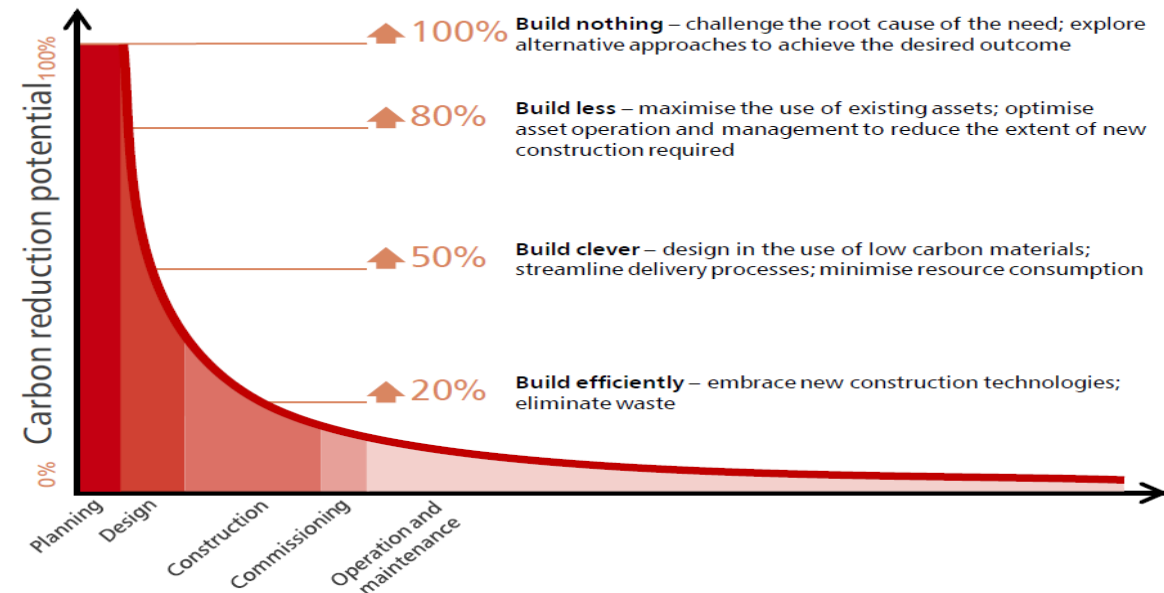 Carbon reduction potential
100%
0%
100%
Build nothing – challenge the root cause of the need; explore
alternative approaches to achieve the desired outcome
80%
Build less – maximise the use of existing assets; optimise
asset operation and management to reduce the extent of new
construction required
50%
Build clever – design in the use of low carbon materials;
streamline delivery processes; minimise resource consumption
20%
Build efficiently – embrace new construction technologies;
eliminate waste
Planning
Design
Construction
Commissioning
Operation and
maintenance